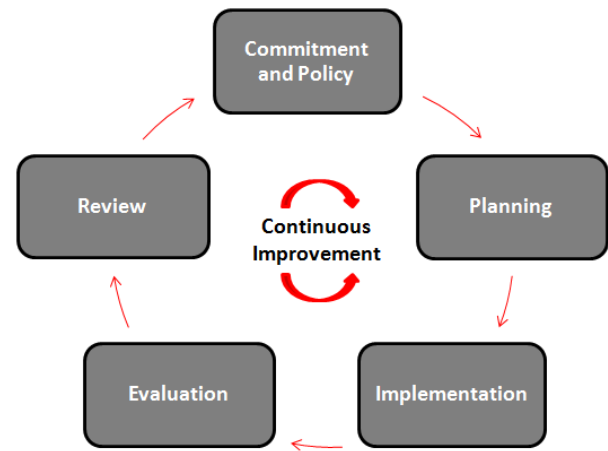 Commitment
and Policy
Review
Planning
Continuous
Improvement
Evaluation
Implementation